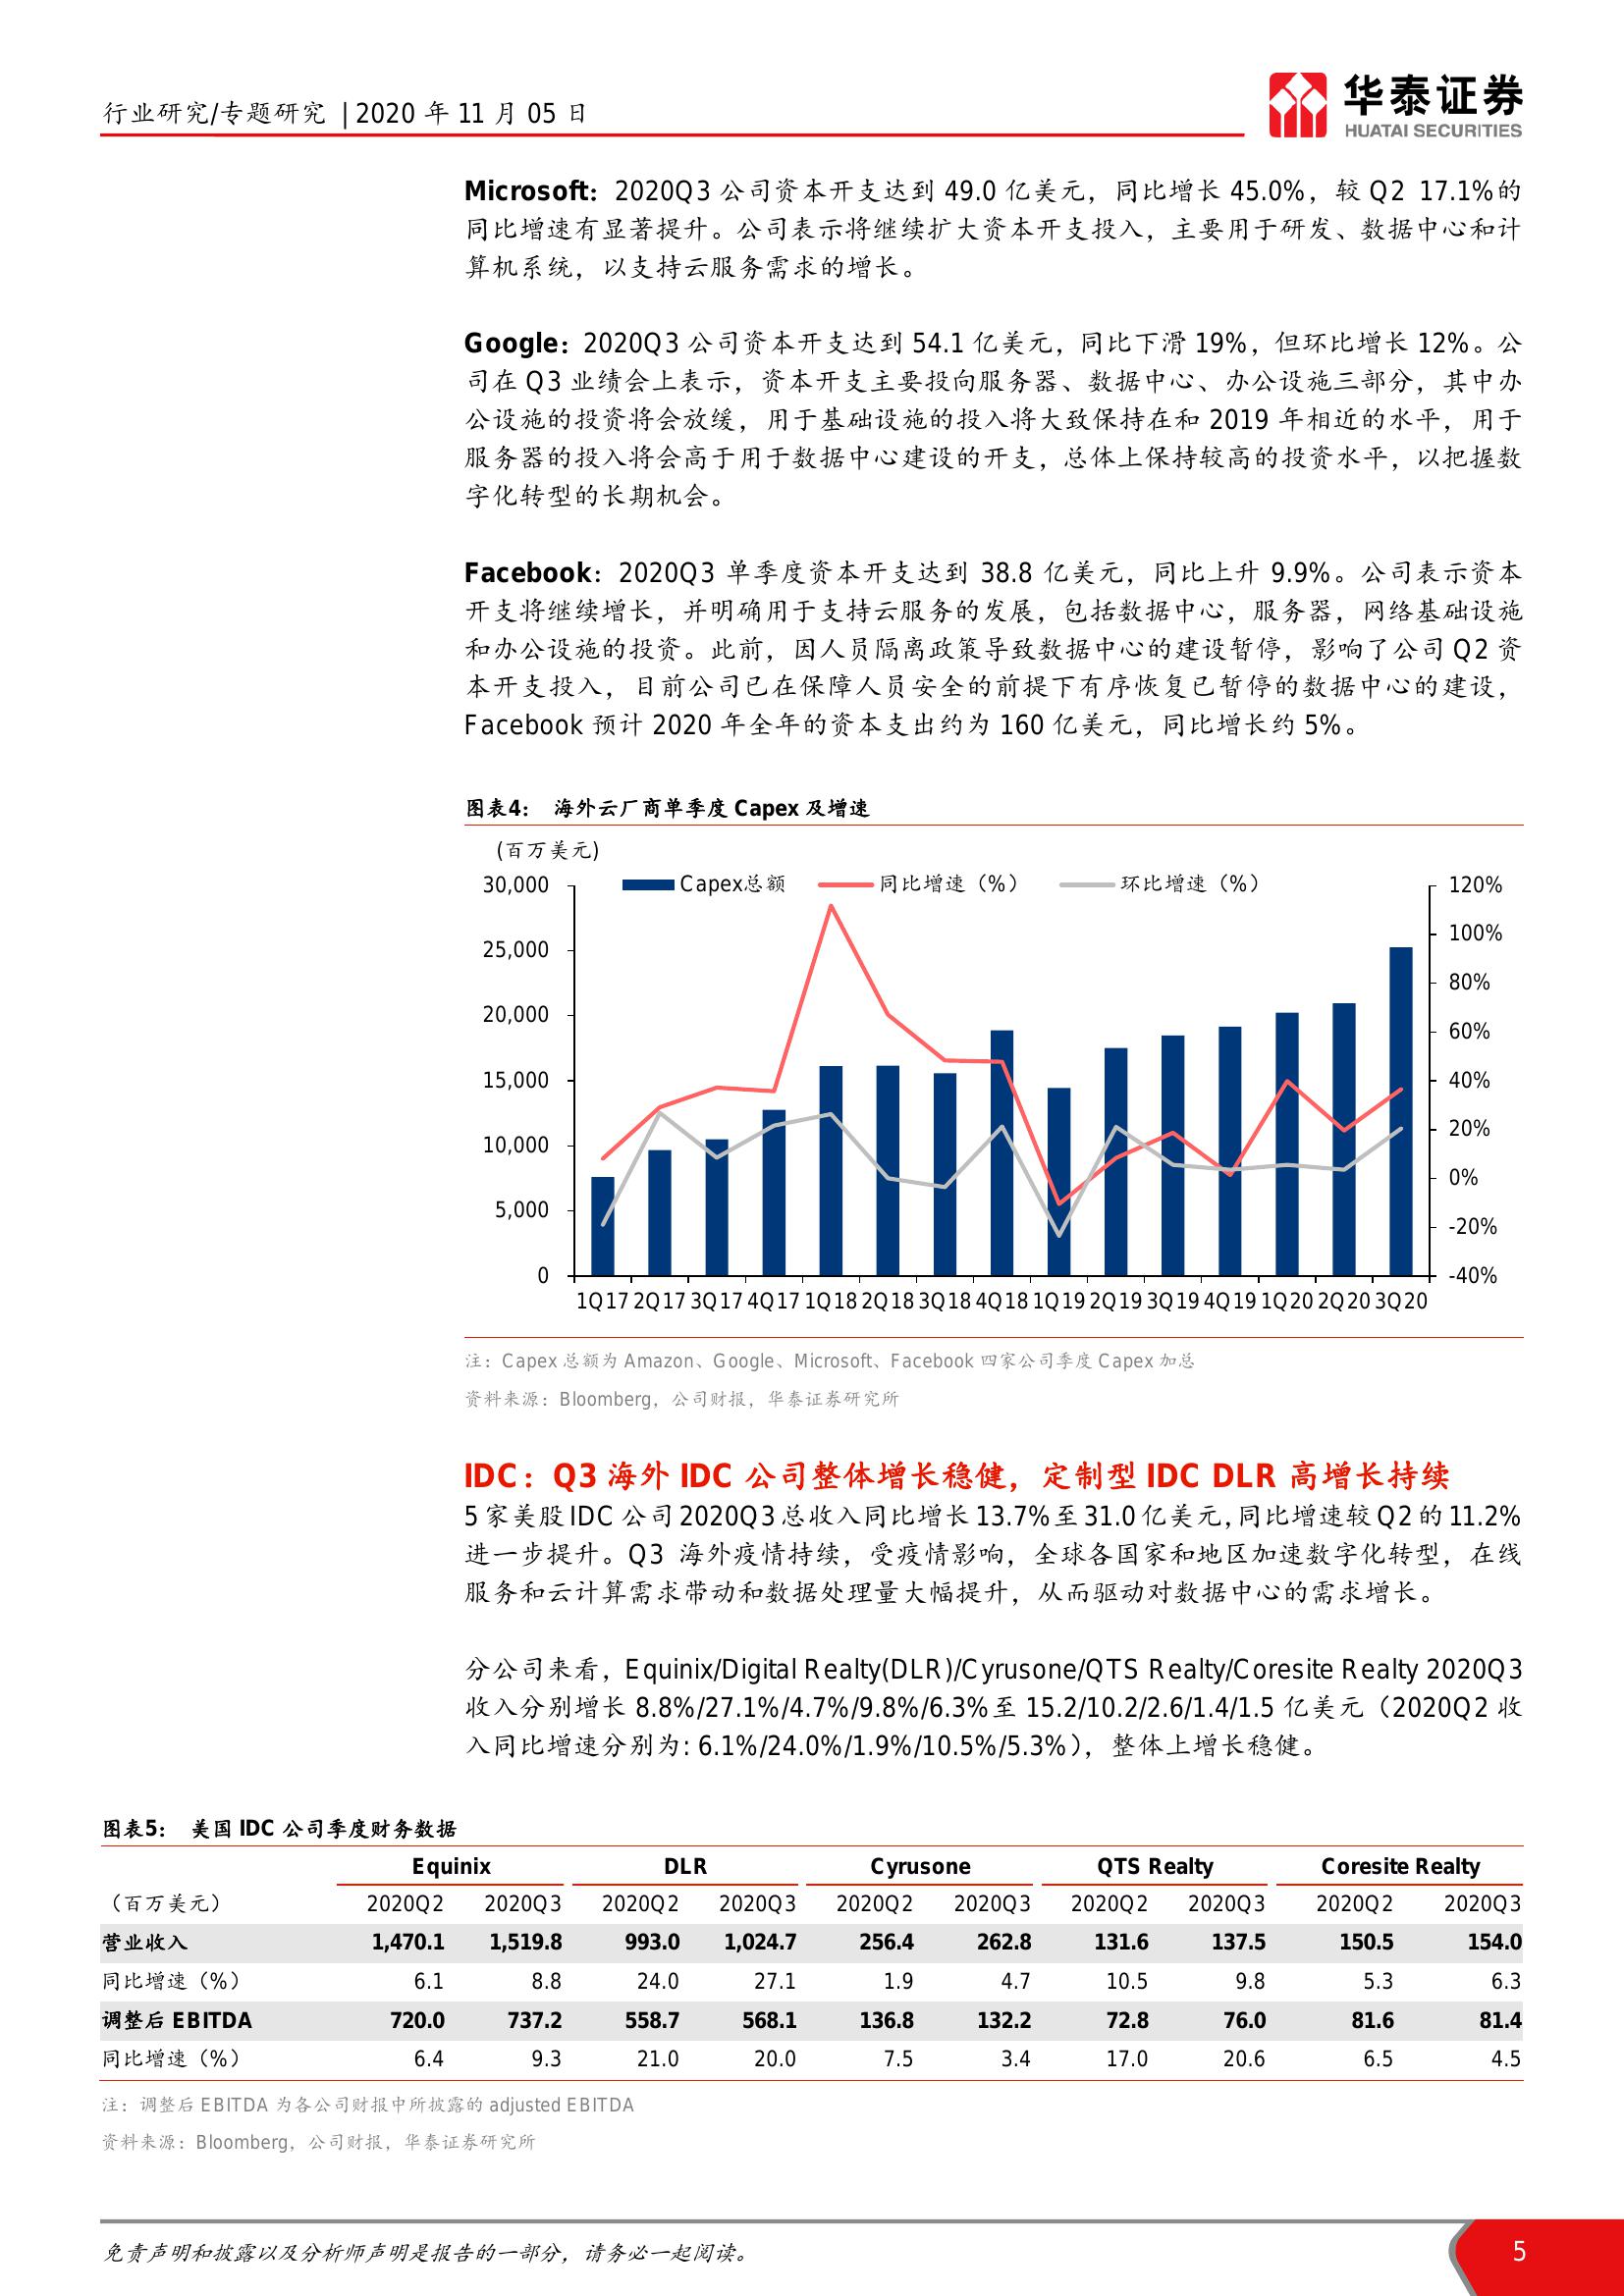 行业研究/专题研究 | 2020 年 11 月 05 日
华泰证券
HUATAI SECURITIES
Microsoft：2020Q3 公司资本开支达到 49.0 亿美元，同比增长 45.0%，较 Q2 17.1%的
同比增速有显著提升。公司表示将继续扩大资本开支投入，主要用于研发、数据中心和计
算机系统，以支持云服务需求的增长。
Google：2020Q3 公司资本开支达到 54.1 亿美元，同比下滑 19%，但环比增长 12%。公
司在 Q3 业绩会上表示，资本开支主要投向服务器、数据中心、办公设施三部分，其中办
公设施的投资将会放缓，用于基础设施的投入将大致保持在和 2019 年相近的水平，用于
服务器的投入将会高于用于数据中心建设的开支，总体上保持较高的投资水平，以把握数
字化转型的长期机会。
Facebook：2020Q3 单季度资本开支达到 38.8 亿美元，同比上升 9.9%。公司表示资本
开支将继续增长，并明确用于支持云服务的发展，包括数据中心，服务器，网络基础设施
和办公设施的投资。此前，因人员隔离政策导致数据中心的建设暂停，影响了公司 Q2 资
本开支投入，目前公司已在保障人员安全的前提下有序恢复已暂停的数据中心的建设，
Facebook 预计 2020 年全年的资本支出约为 160 亿美元，同比增长约 5%。
图表4： 海外云厂商单季度 Capex 及增速
(百万美元)
Capex总额 同比增速（%） 环比增速（%）
30,000 120%
25,000 100%
20,000 80%
15,000 60%
10,000 40%
5,000 20%
0 0%
-20%
-40%
1Q17 2Q17 3Q17 4Q17 1Q18 2Q18 3Q18 4Q18 1Q19 2Q19 3Q19 4Q19 1Q20 2Q20 3Q20
注：Capex 总额为 Amazon、Google、Microsoft、Facebook 四家公司季度 Capex 加总
资料来源：Bloomberg，公司财报，华泰证券研究所
IDC：Q3 海外 IDC 公司整体增长稳健，定制型 IDC DLR 高增长持续
5 家美股 IDC 公司 2020Q3 总收入同比增长 13.7%至 31.0 亿美元，同比增速较 Q2 的 11.2%
进一步提升。Q3 海外疫情持续，受疫情影响，全球各国家和地区加速数字化转型，在线
服务和云计算需求带动和数据处理量大幅提升，从而驱动对数据中心的需求增长。
分公司来看，Equinix/Digital Realty(DLR)/Cyrusone/QTS Realty/Coresite Realty 2020Q3
收入分别增长 8.8%/27.1%/4.7%/9.8%/6.3%至 15.2/10.2/2.6/1.4/1.5 亿美元（2020Q2 收
入同比增速分别为: 6.1%/24.0%/1.9%/10.5%/5.3%），整体上增长稳健。
图表5： 美国 IDC 公司季度财务数据
Equinix DLR Cyrusone QTS Realty Coresite Realty
（百万美元） 2020Q2 2020Q3 2020Q2 2020Q3 2020Q2 2020Q3 2020Q2 2020Q3 2020Q2 2020Q3
营业收入 1,470.1 1,519.8 993.0 1,024.7 256.4 262.8 131.6 137.5 150.5 154.0
同比增速（%） 6.1 8.8 24.0 27.1 1.9 4.7 10.5 9.8 5.3 6.3
调整后 EBITDA 720.0 737.2 558.7 568.1 136.8 132.2 72.8 76.0 81.6 81.4
同比增速（%） 6.4 9.3 21.0 20.0 7.5 3.4 17.0 20.6 6.5 4.5
注：调整后 EBITDA 为各公司财报中所披露的 adjusted EBITDA
资料来源：Bloomberg，公司财报，华泰证券研究所
免责声明和披露以及分析师声明是报告的一部分，请务必一起阅读。
5